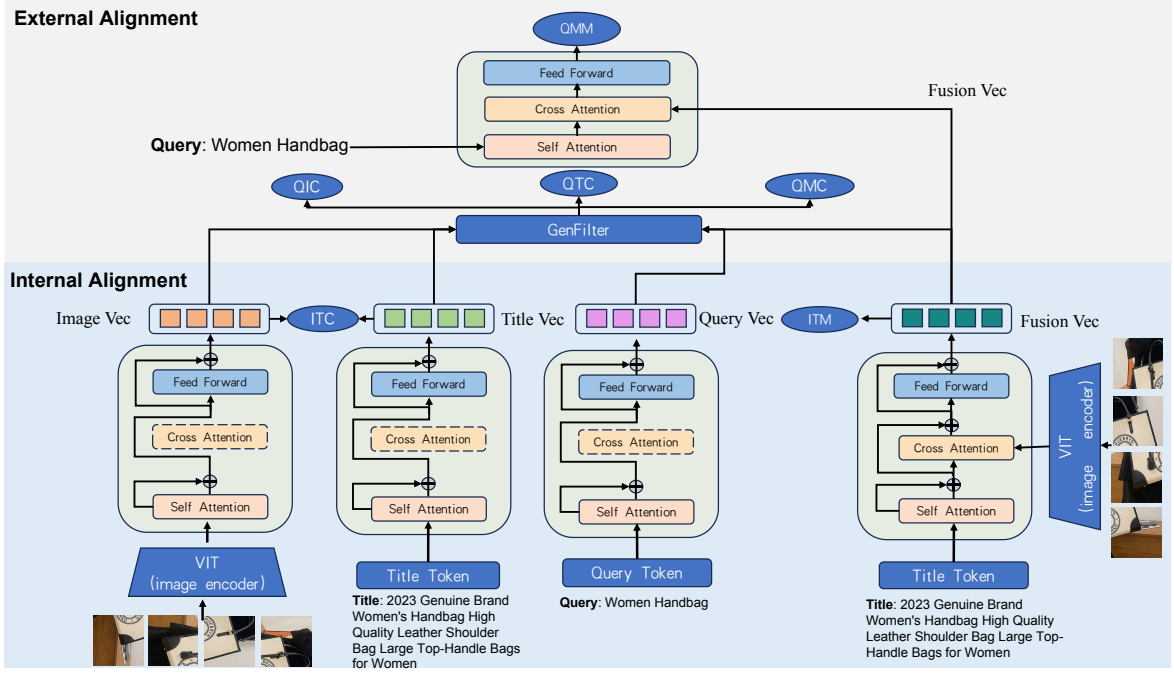 External Alignment
QMM
Feed Forward
Cross Attention
Self Attention
Fusion Vec
Query: Women Handbag
QIC
QTC
QMC
GenFilter
Internal Alignment
Image Vec
ITC
Title Vec
Query Vec
ITM
Fusion Vec
Feed Forward
Cross Attention
Self Attention
Feed Forward
Cross Attention
Self Attention
Feed Forward
Cross Attention
Self Attention
Feed Forward
Cross Attention
Self Attention
VIT
(image encoder)
VIT
(image encoder)
Title Token
Query Token
Title Token
Title: 2023 Genuine Brand
Women's Handbag High
Quality Leather Shoulder
Bag Large Top-Handle Bags
for Women
Query: Women Handbag
Title: 2023 Genuine Brand
Women's Handbag High Quality
Leather Shoulder Bag Large Top-
Handle Bags for Women